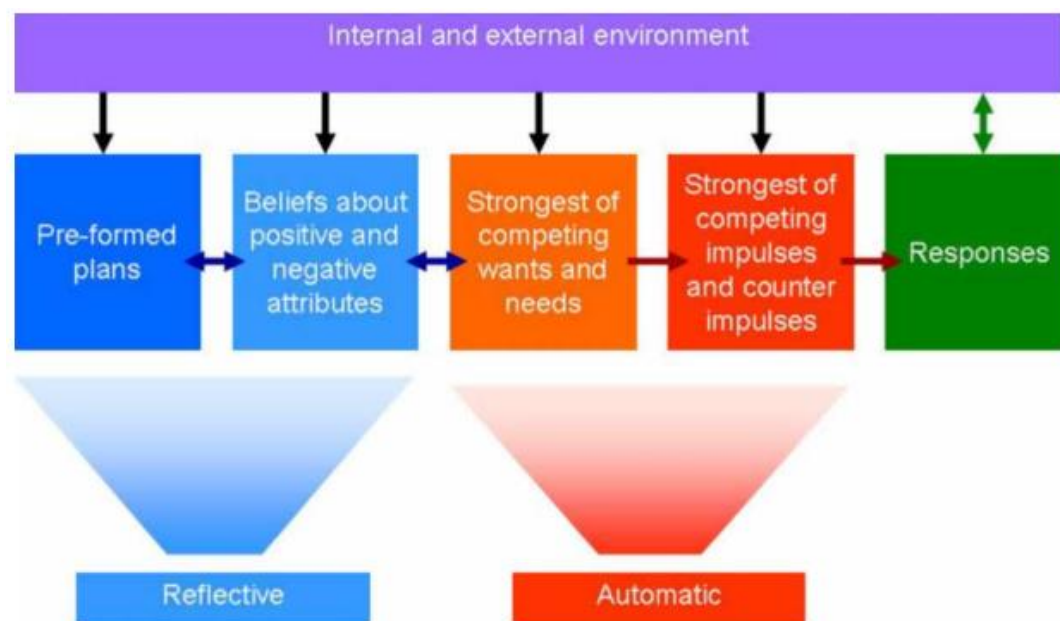 Internal and external environment
Pre-formed
plans
Beliefs about
positive and
negative
attributes
Strongest of
competing
wants and
needs
Strongest of
competing
impulses
and counter
impulses
Responses
Reflective
Automatic